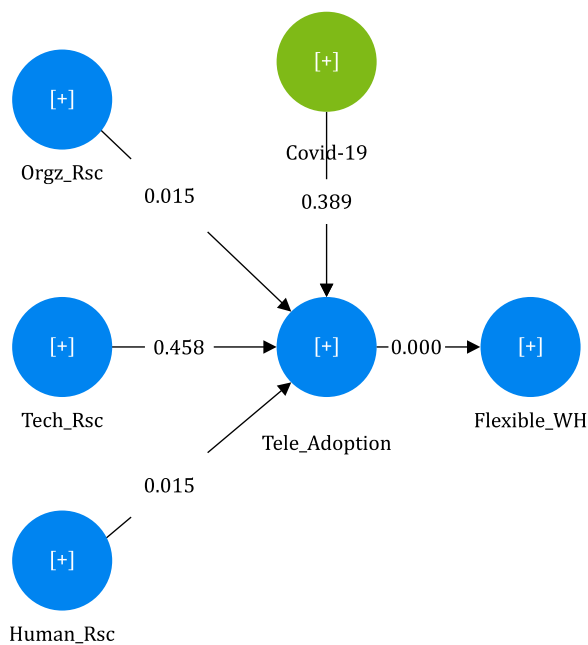 [+]
Covid-19
[+]
Orgz_Rsc
0.015
0.389
[+]
Tech_Rsc
0.458
[+]
Tele_Adoption
0.000
[+]
Flexible_WH
0.015
[+]
Human_Rsc